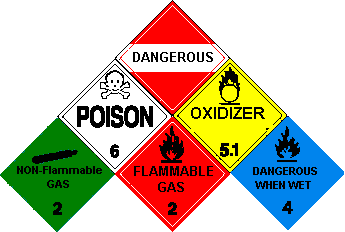 DANGEROUS
POISON
6
OXIDIZER
5.1
NON-Flammable
GAS
2
FLAMMABLE
GAS
2
DANGEROUS
WHEN WET
4